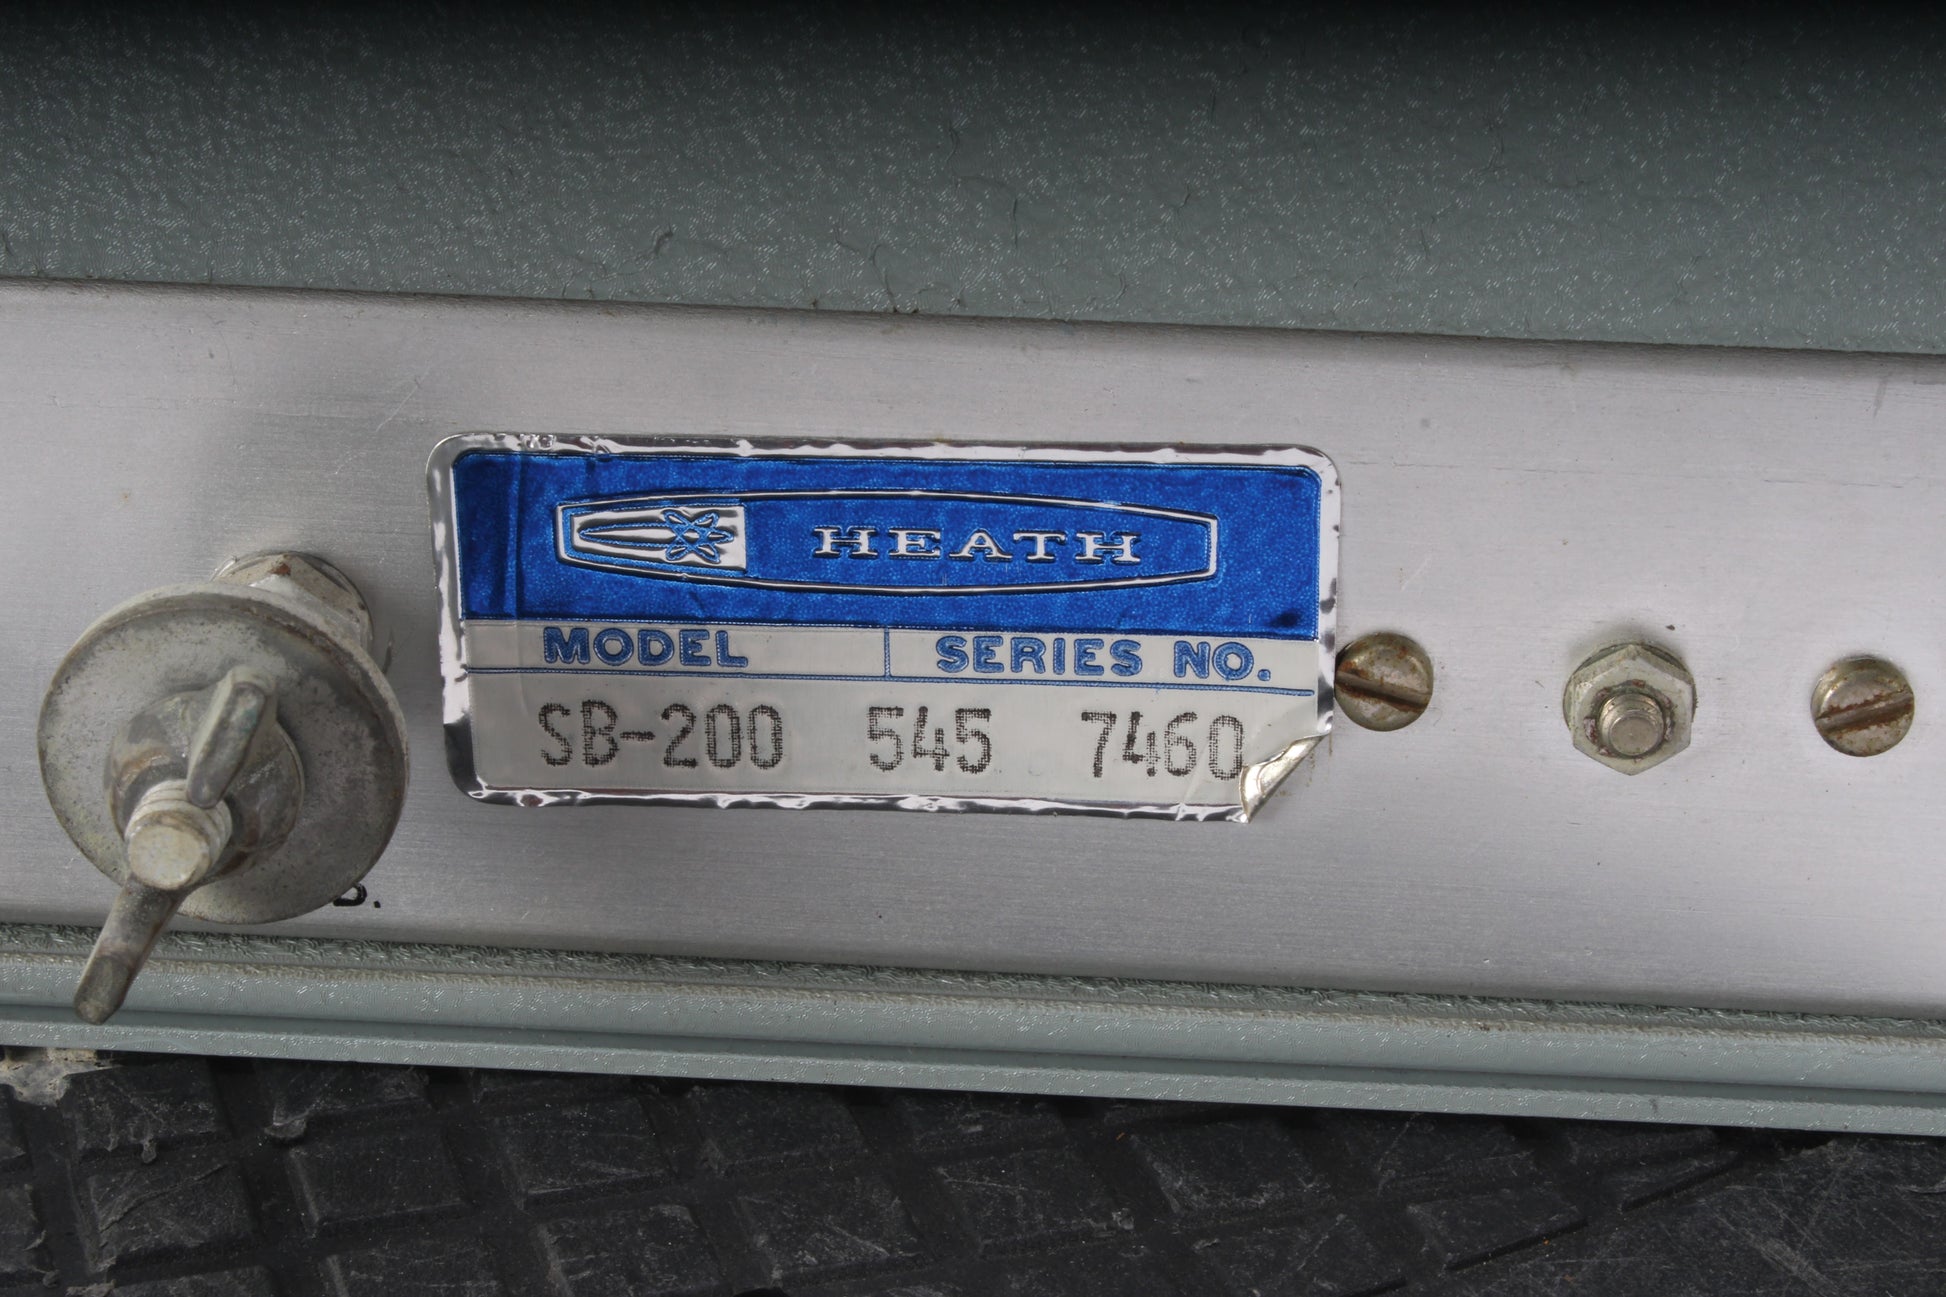 HEATH
MODEL SERIES NO.
SB-200 545 7460